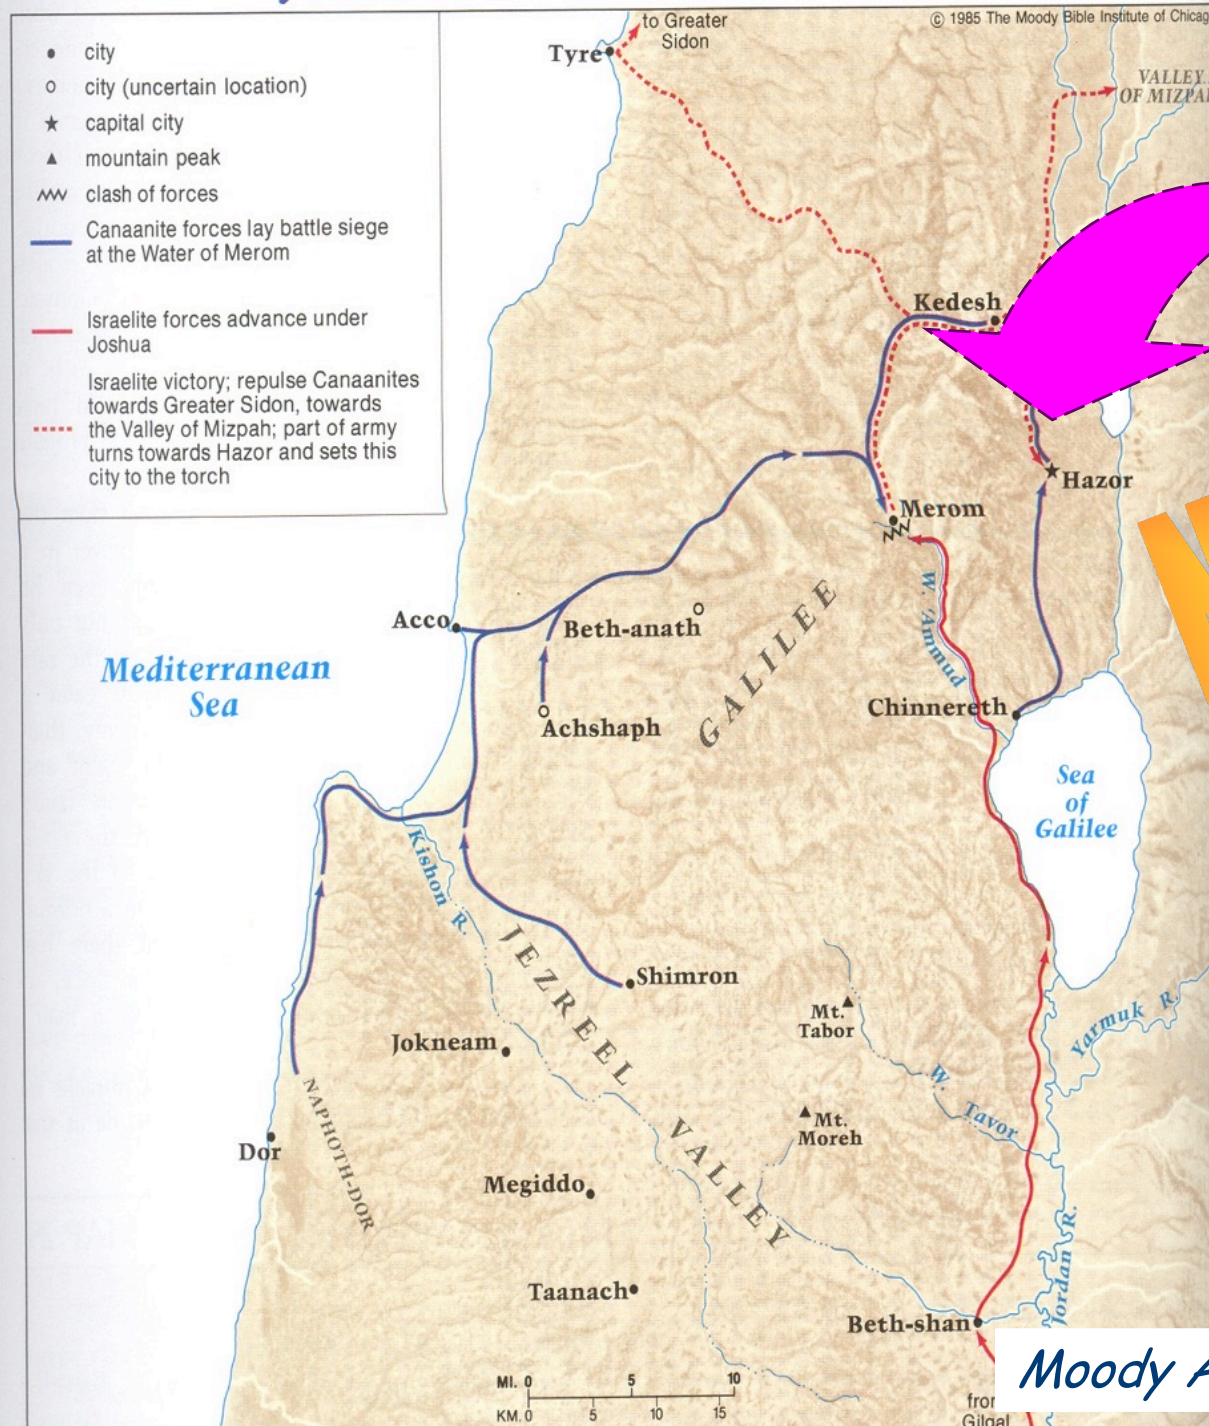 © 1985 The Moody Bible Institute of Chicag
city
city (uncertain location)
capital city
mountain peak
clash of forces
Canaanite forces lay battle siege
at the Water of Merom
Israelite forces advance under
Joshua
Israelite victory; repulse Canaanites
towards Greater Sidon, towards
the Valley of Mizpah; part of army
turns towards Hazor and sets this
city to the torch
to Greater
Sidon
Tyre
VALLEY
OF MIZPAH
Kedesh
Hazor
Merom
Acco
Beth-anath
W. 'Ammud
GALILEE
Mediterranean
Sea
Achshaph
Chinnereth
Sea
of
Galilee
Kishon R.
JEZREEL VALLEY
Shimron
Mt.
Tabor
Yarmuk R.
Jokneam
W. Tavor
NAPHOTH-DOR
Mt.
Moreh
Dor
Megiddo
Jordan R.
Taanach
Beth-shan
Moody A
MI. 0 5 10
KM. 0 5 10 15
from
Gilgal